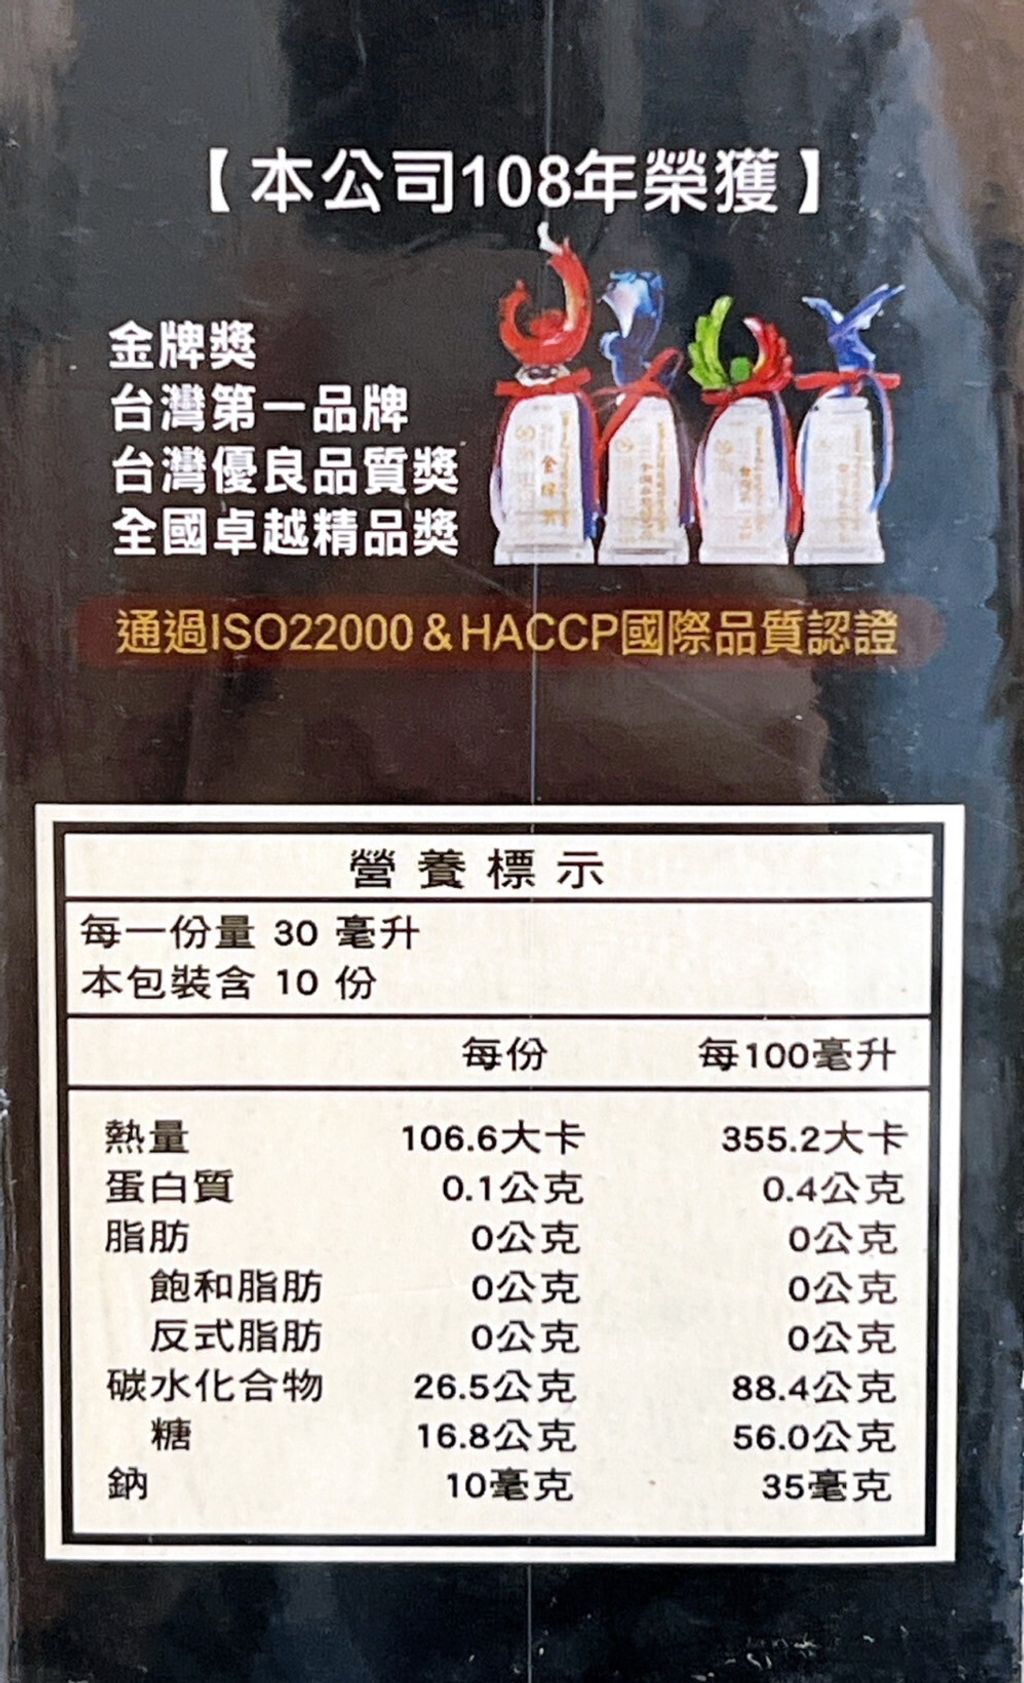 【本公司108年榮獲】
金牌獎
台灣第一品牌
台灣優良品質獎
全國卓越精品獎
通過ISO22000＆HACCP國際品質認證
營養標示
每一份量 30 毫升
本包裝含 10 份
每份 每100毫升
熱量 106.6大卡 355.2大卡
蛋白質 0.1公克 0.4公克
脂肪 0公克 0公克
飽和脂肪 0公克 0公克
反式脂肪 0公克 0公克
碳水化合物 26.5公克 88.4公克
糖 16.8公克 56.0公克
鈉 10毫克 35毫克